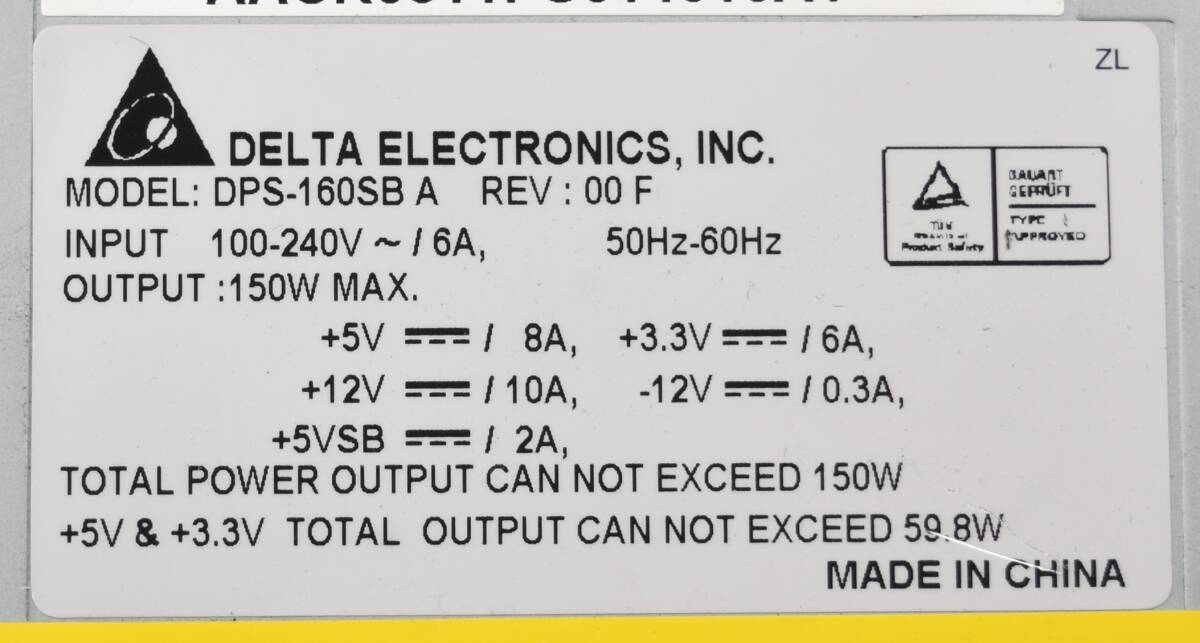 ZL
DELTA ELECTRONICS, INC.
MODEL: DPS-160SB A REV : 00 F
INPUT 100-240V ~ / 6A, 50Hz-60Hz
OUTPUT :150W MAX.
+5V ⎓ / 8A, +3.3V ⎓ / 6A,
+12V ⎓ / 10A, -12V ⎓ / 0.3A,
+5VSB ⎓ / 2A,
TOTAL POWER OUTPUT CAN NOT EXCEED 150W
+5V & +3.3V TOTAL OUTPUT CAN NOT EXCEED 59.8W
MADE IN CHINA
TÜV
Product Safety
BAUART
GEPRÜFT
TYPE
APPROVED